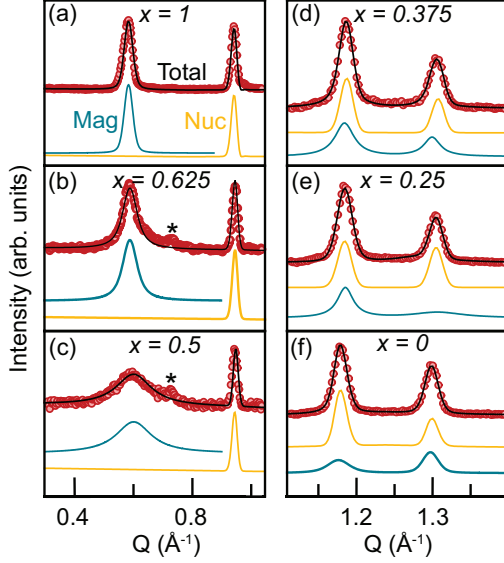 (a) x = 1
Total
Mag
Nuc
(b) x = 0.625
*
(c) x = 0.5
*
0.4 0.8
Q (Å-1)
Intensity (arb. units)
(d) x = 0.375
(e) x = 0.25
(f) x = 0
1.2 1.3
Q (Å-1)